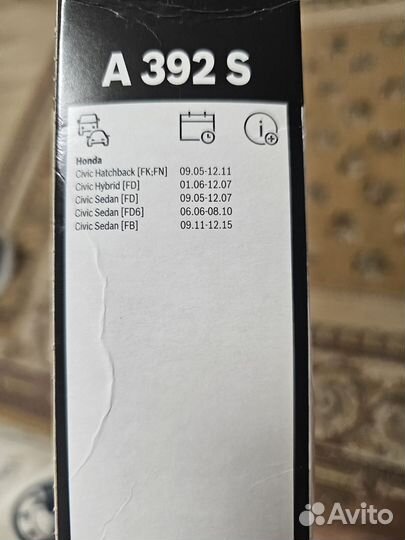 A 392 S
Honda
Civic Hatchback [FK;FN] 09.05-12.11
Civic Hybrid [FD] 01.06-12.07
Civic Sedan [FD] 09.05-12.07
Civic Sedan [FD6] 06.06-08.10
Civic Sedan [FB] 09.11-12.15
Avito